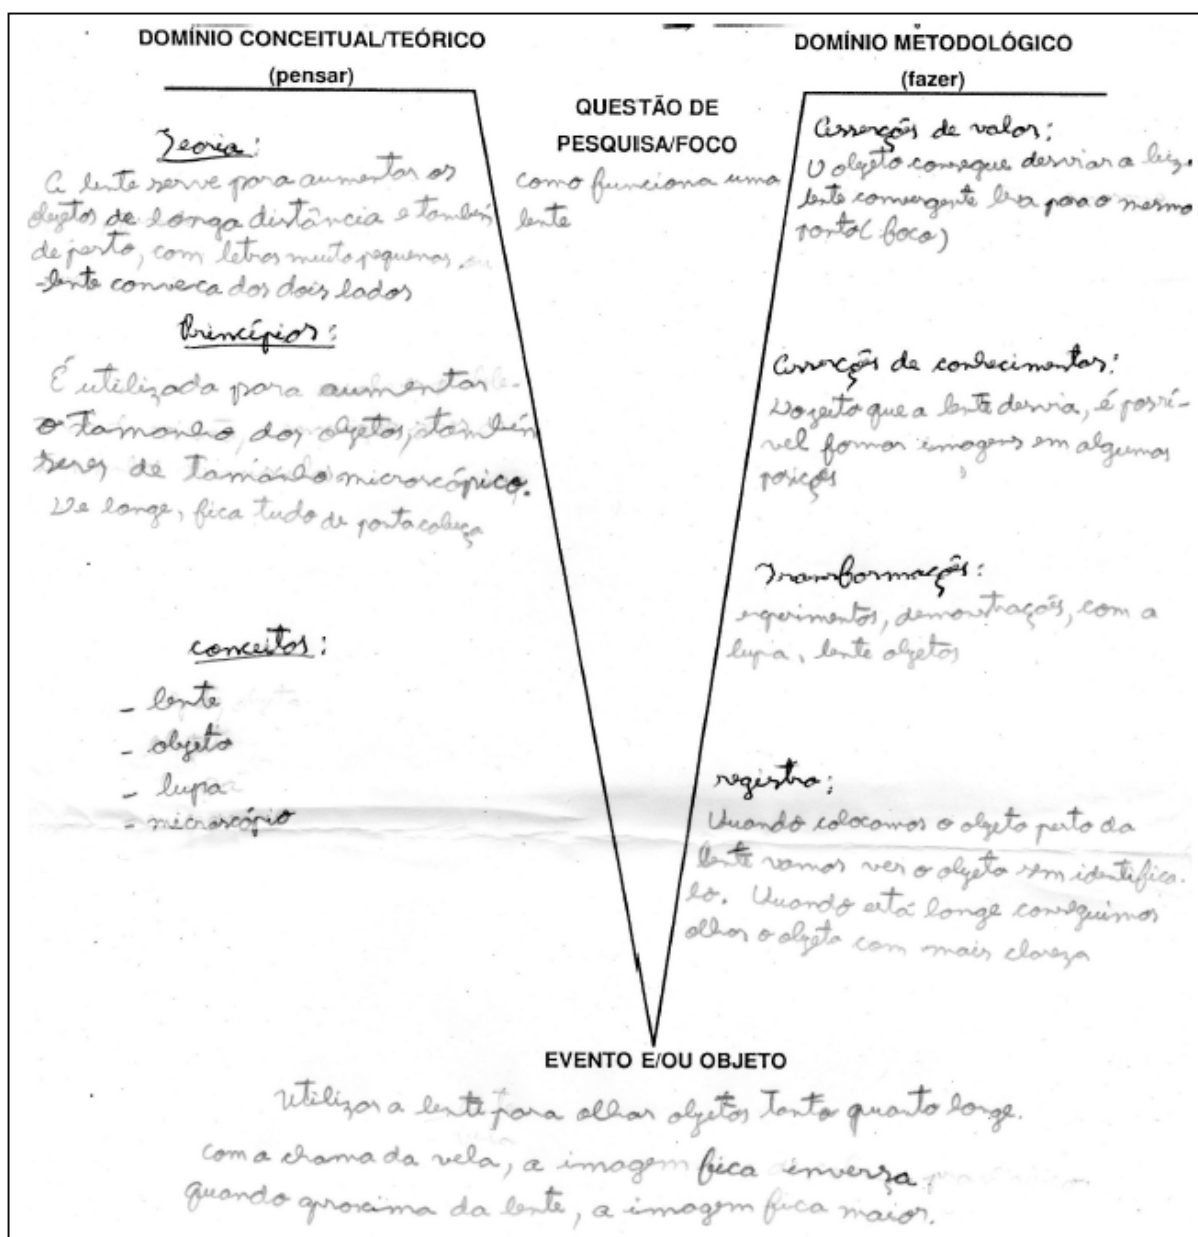 DOMÍNIO CONCEITUAL/TEÓRICO
(pensar)
Teoria:
A lente serve para aumentar os
objetos de longa distância e também
de perto, com letras muito pequenas ou
-lente conveca dos dois lados
Princípios:
É utilizada para aumentar
o tamanho dos objetos, também
seres de tamanho microscópico.
De longe, fica tudo de ponta cabeça
conceitos:
- lente
- objeto
- lupa
- microscópio
QUESTÃO DE
PESQUISA/FOCO
como funciona uma
lente
DOMÍNIO METODOLÓGICO
(fazer)
Asserções de valor:
O objeto consegue desviar a luz.
lente convergente leva para o mesmo
ponto (foco)
Asserções de conhecimentos:
Do jeito que a lente desvia, é possí-
vel formar imagens em algumas
posições
Transformações:
experimentos, demonstrações, com a
lupa, lente objetos
registro:
Quando colocamos o objeto perto da
lente vamos ver o objeto sem identifica-
lo. Quando está longe conseguimos
olhar o objeto com mais clareza
EVENTO E/OU OBJETO
Utilizar a lente para olhar objetos tanto quanto longe.
com a chama da vela, a imagem fica inversa
quando aproxima da lente, a imagem fica maior.